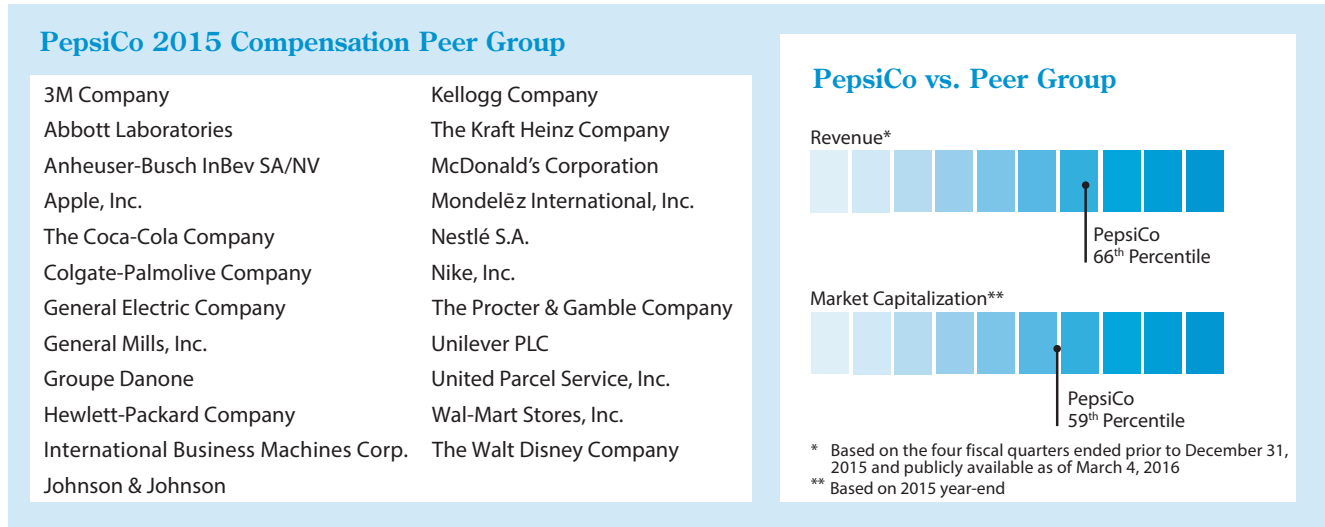 PepsiCo 2015 Compensation Peer Group
3M Company
Abbott Laboratories
Anheuser-Busch InBev SA/NV
Apple, Inc.
The Coca-Cola Company
Colgate-Palmolive Company
General Electric Company
General Mills, Inc.
Groupe Danone
Hewlett-Packard Company
International Business Machines Corp.
Johnson & Johnson
Kellogg Company
The Kraft Heinz Company
McDonald's Corporation
Mondelēz International, Inc.
Nestlé S.A.
Nike, Inc.
The Procter & Gamble Company
Unilever PLC
United Parcel Service, Inc.
Wal-Mart Stores, Inc.
The Walt Disney Company
PepsiCo vs. Peer Group
Revenue*
PepsiCo
66th Percentile
Market Capitalization**
PepsiCo
59th Percentile
* Based on the four fiscal quarters ended prior to December 31,
2015 and publicly available as of March 4, 2016
** Based on 2015 year-end